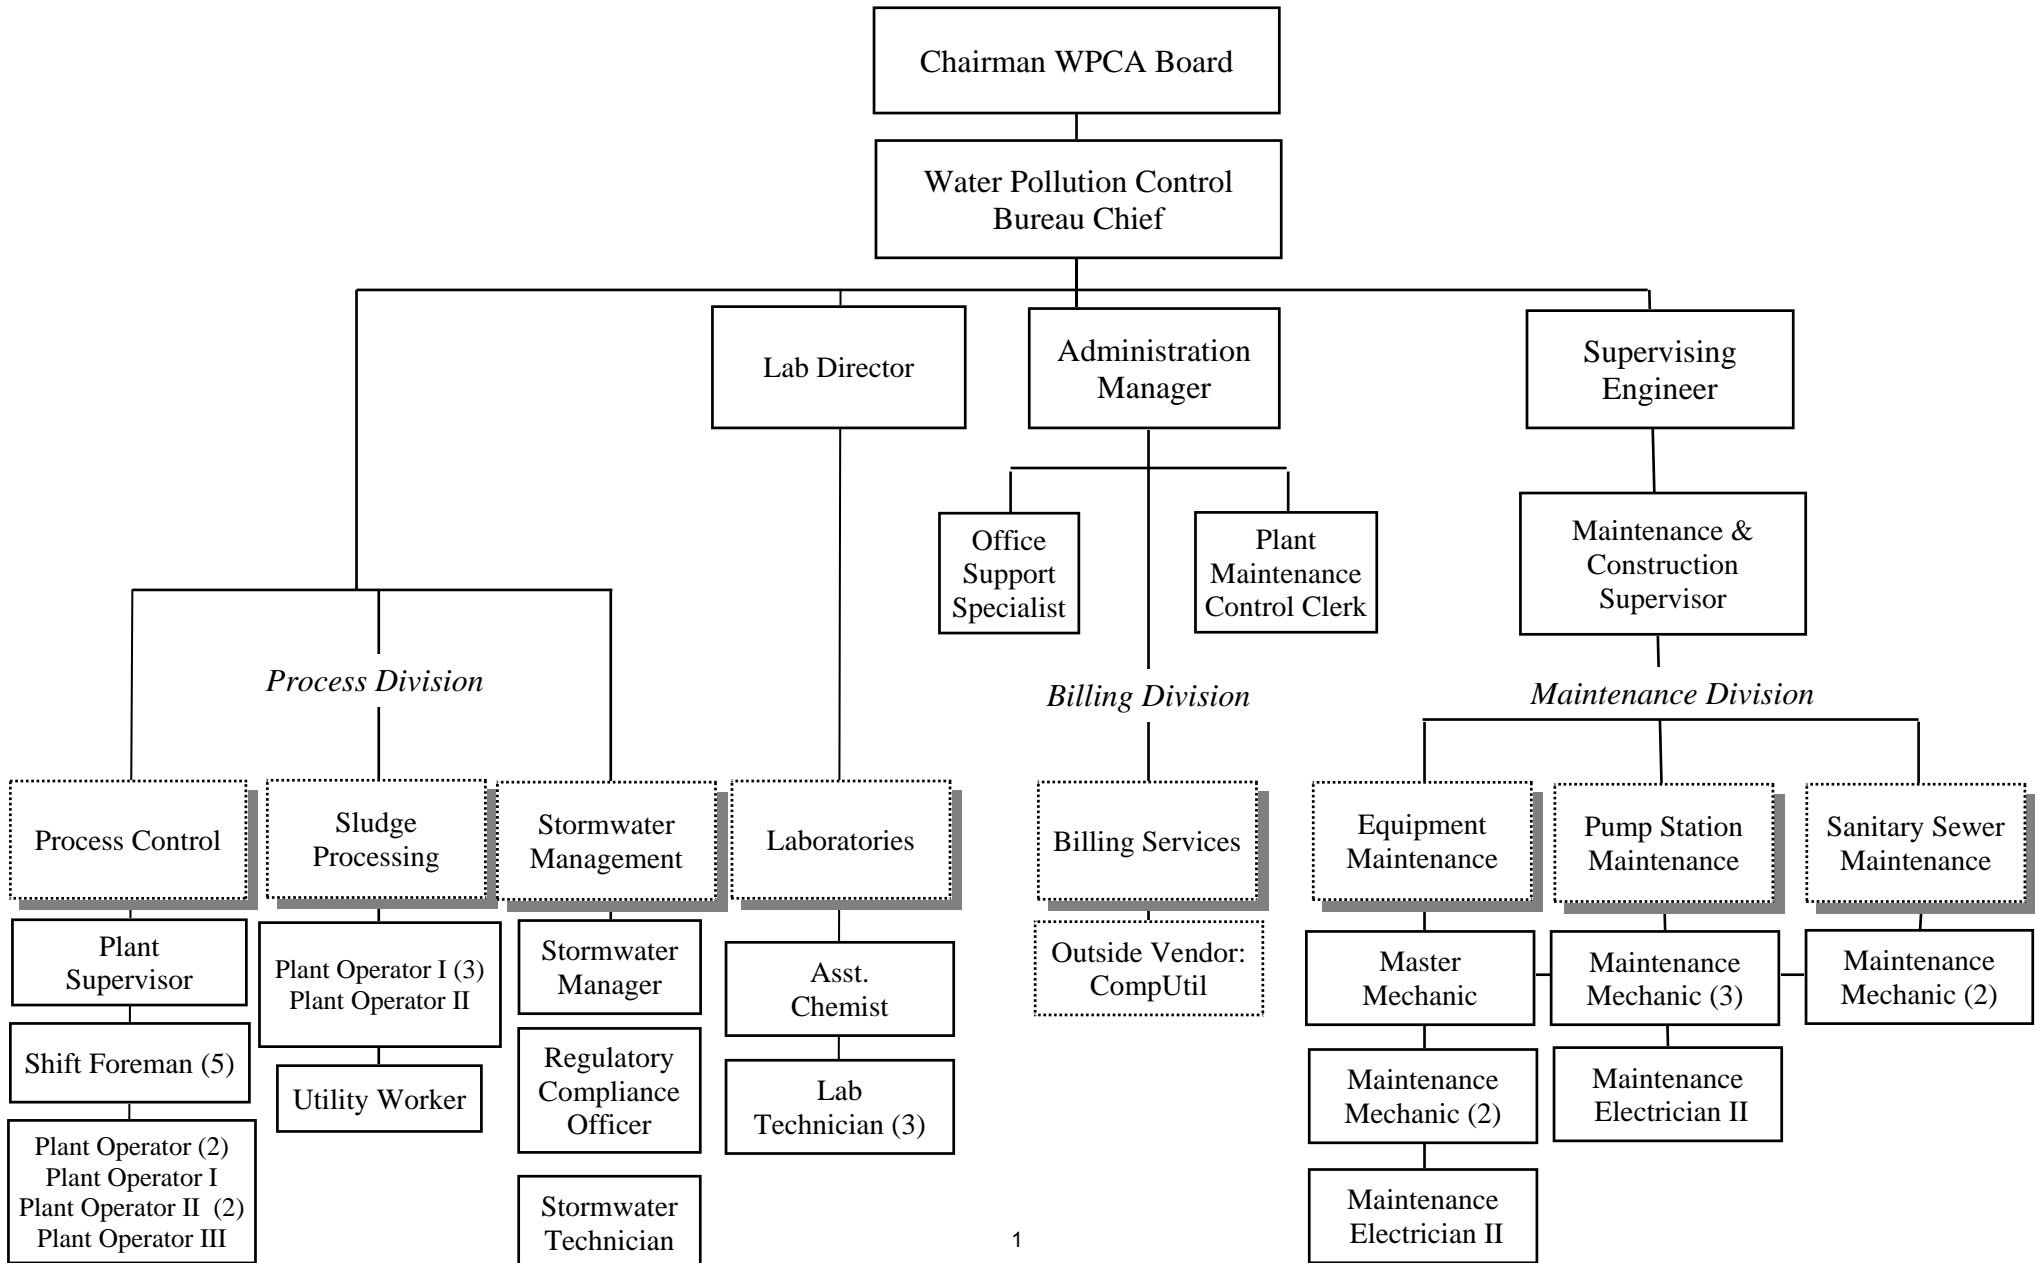 Chairman WPCA Board
Water Pollution Control
Bureau Chief
Lab Director
Administration
Manager
Supervising
Engineer
Office
Support
Specialist
Plant
Maintenance
Control Clerk
Maintenance &
Construction
Supervisor
Process Division
Billing Division
Maintenance Division
Process Control
Sludge
Processing
Stormwater
Management
Laboratories
Billing Services
Equipment
Maintenance
Pump Station
Maintenance
Sanitary Sewer
Maintenance
Plant
Supervisor
Shift Foreman (5)
Plant Operator (2)
Plant Operator I
Plant Operator II (2)
Plant Operator III
Plant Operator I (3)
Plant Operator II
Utility Worker
Stormwater
Manager
Regulatory
Compliance
Officer
Stormwater
Technician
Asst.
Chemist
Lab
Technician (3)
Outside Vendor:
CompUtil
Master
Mechanic
Maintenance
Mechanic (2)
Maintenance
Electrician II
Maintenance
Mechanic (3)
Maintenance
Electrician II
Maintenance
Mechanic (2)
1